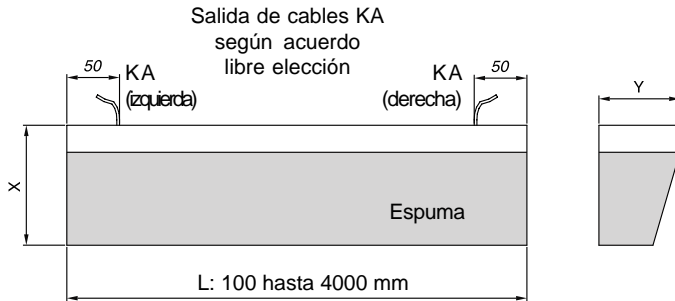 Salida de cables KA
según acuerdo
libre elección
50
KA
(izquierda)
KA
(derecha)
50
Y
X
Espuma
L: 100 hasta 4000 mm